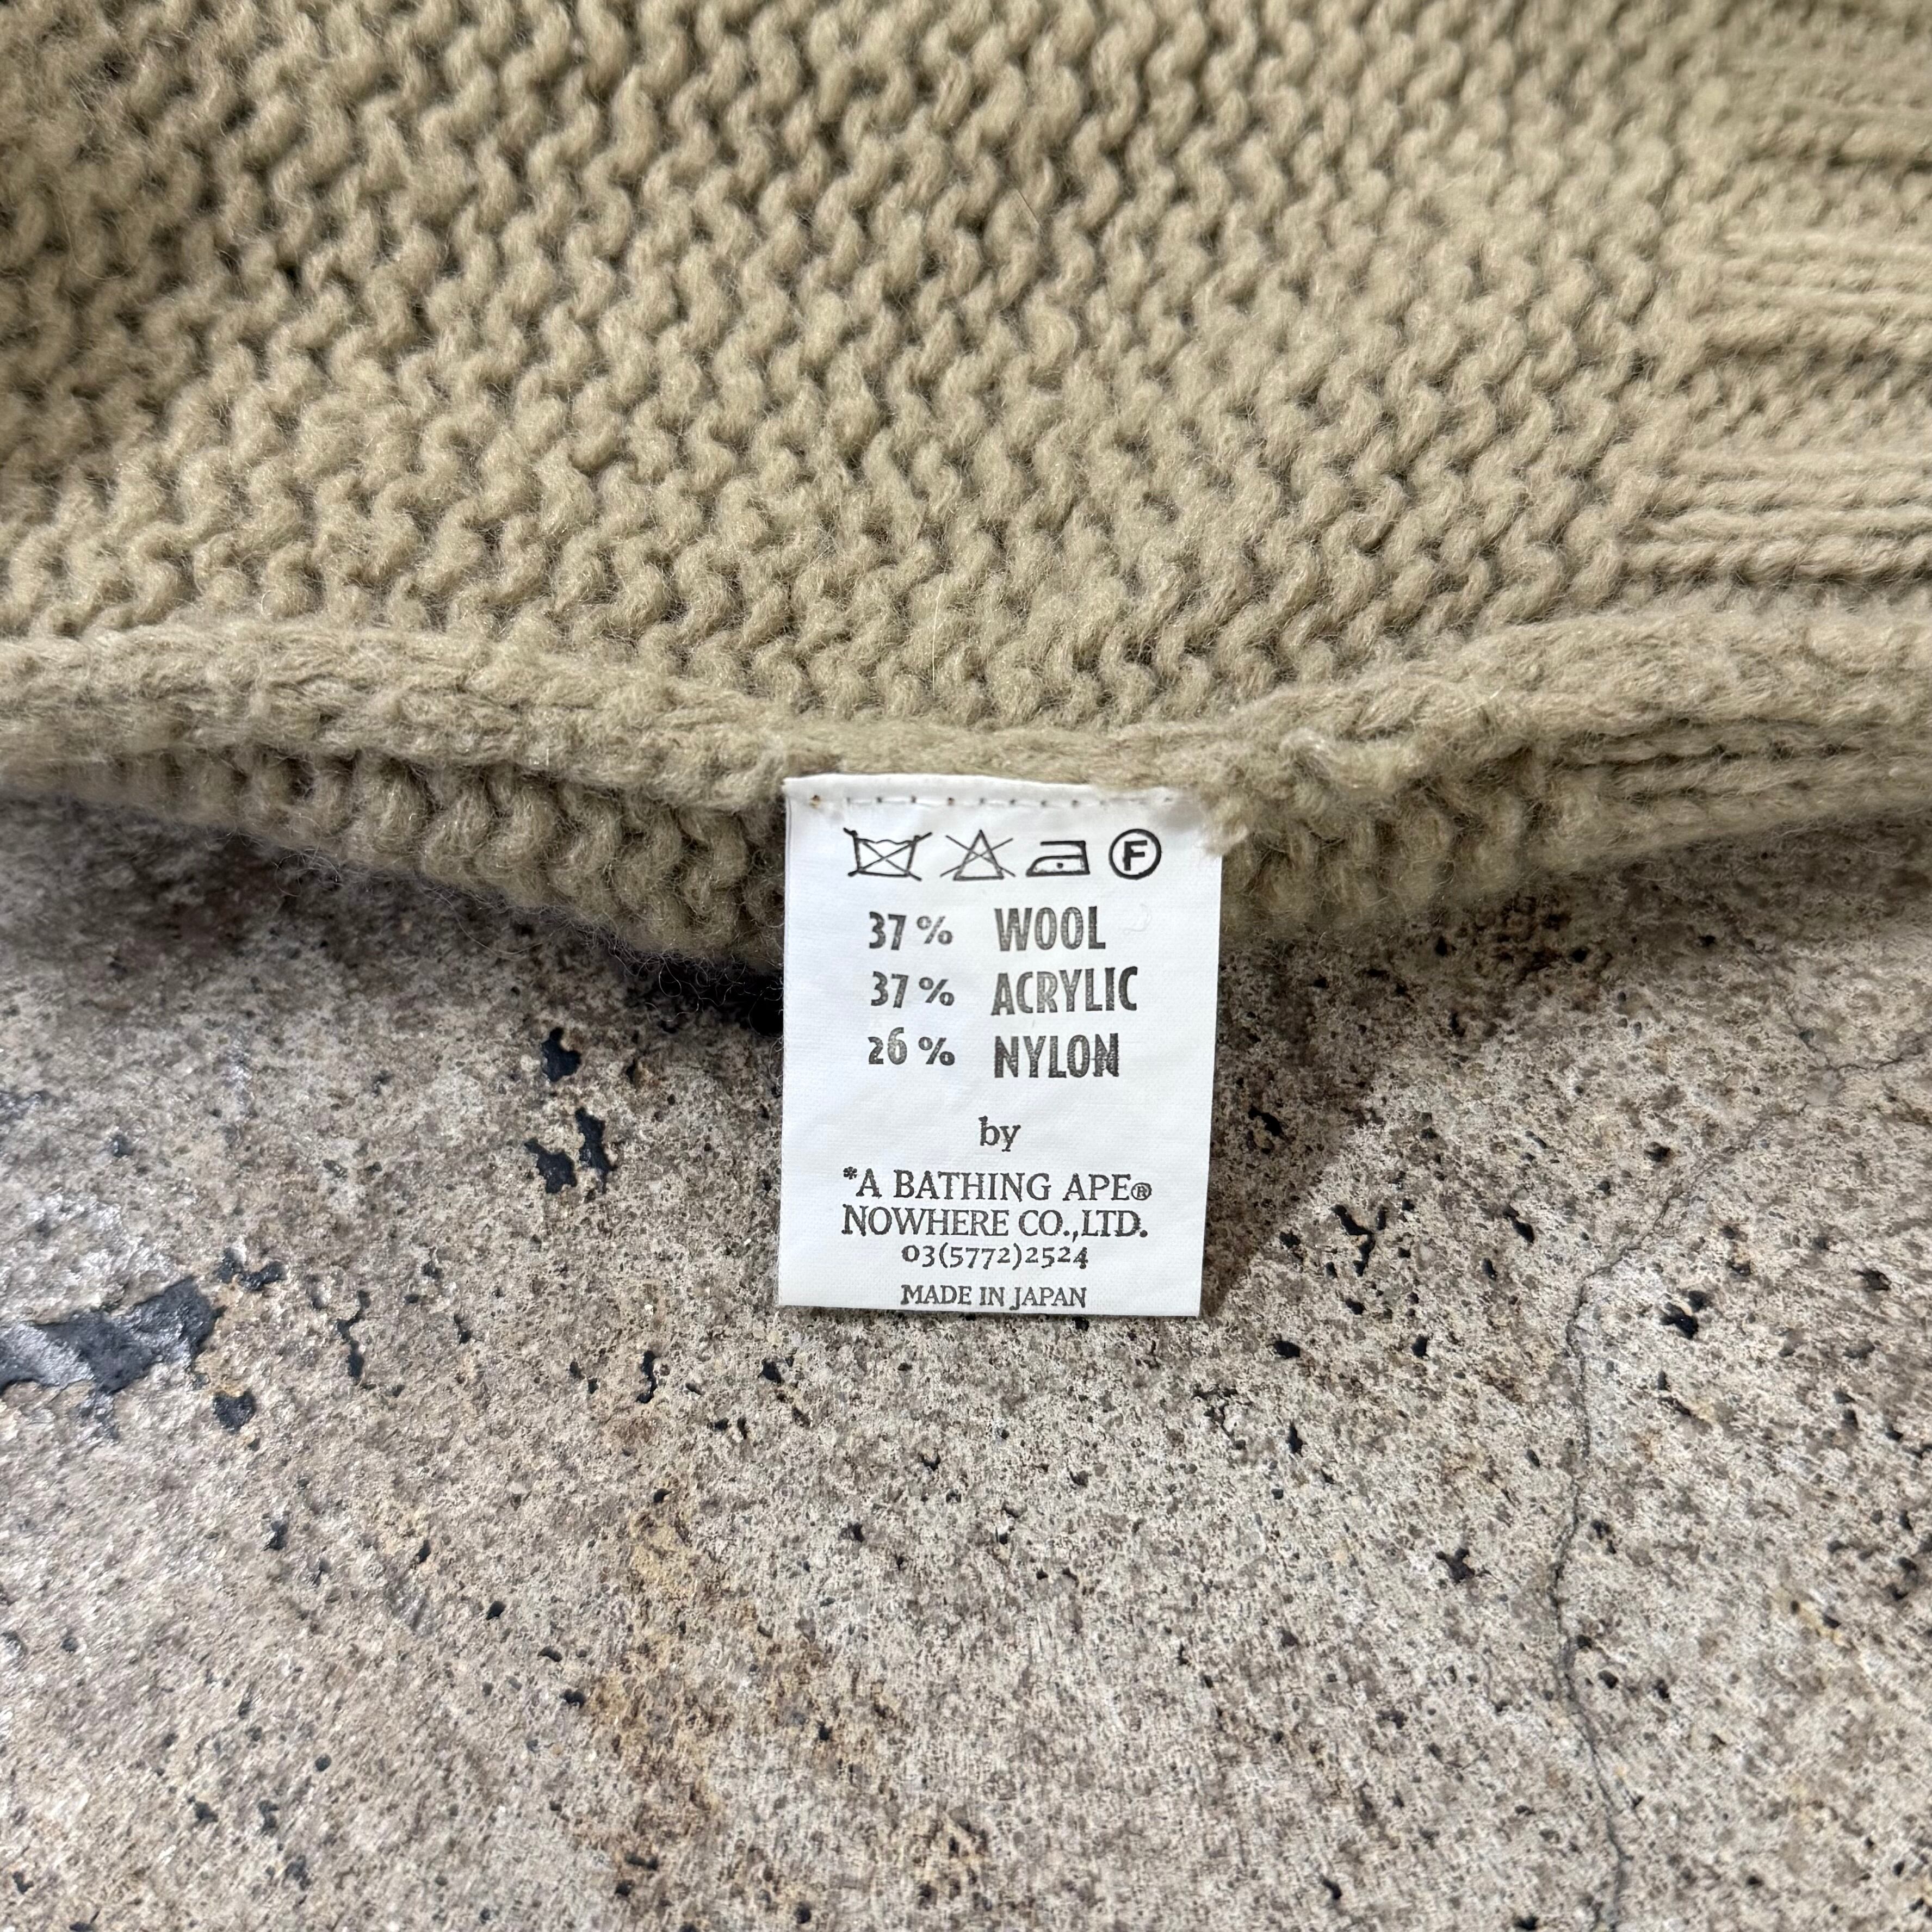 F
37% WOOL
37% ACRYLIC
26% NYLON
by
*A BATHING APE®
NOWHERE CO.,LTD.
03(5772)2524
MADE IN JAPAN